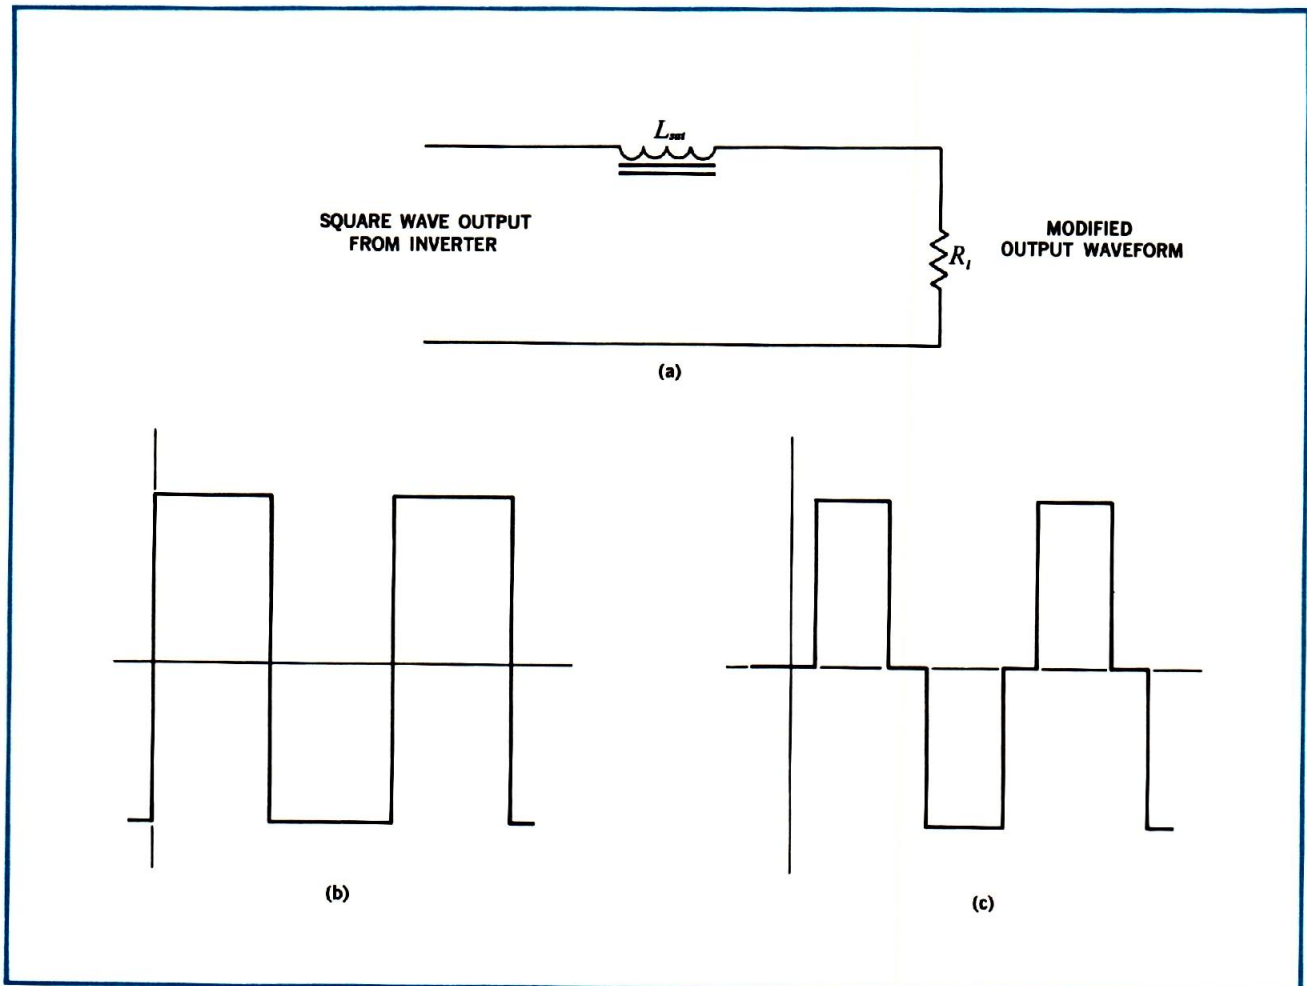 L_sat
SQUARE WAVE OUTPUT
FROM INVERTER
R_l
MODIFIED
OUTPUT WAVEFORM
(a)
(b)
(c)